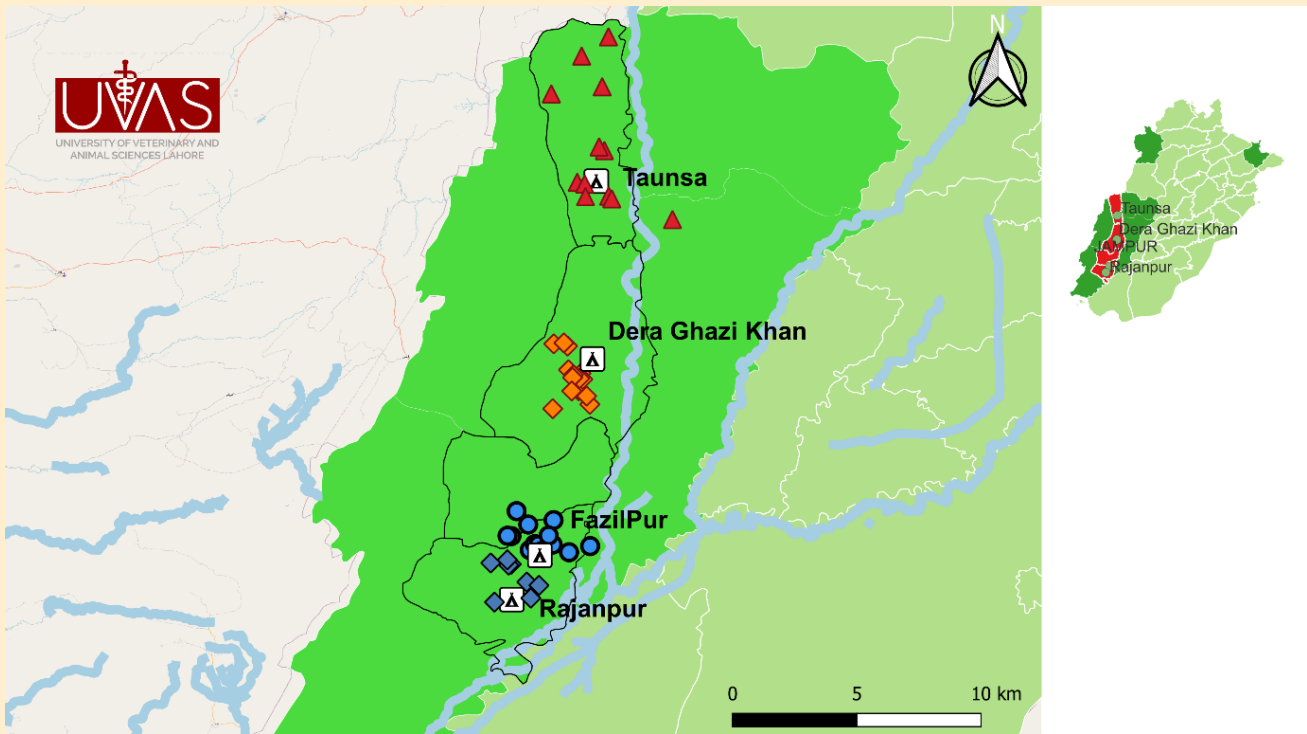 UVAS
UNIVERSITY OF VETERINARY AND
ANIMAL SCIENCES LAHORE
N
Taunsa
Dera Ghazi Khan
FazilPur
Rajanpur
0 5 10 km
Taunsa
Dera Ghazi Khan
JAMPUR
Rajanpur